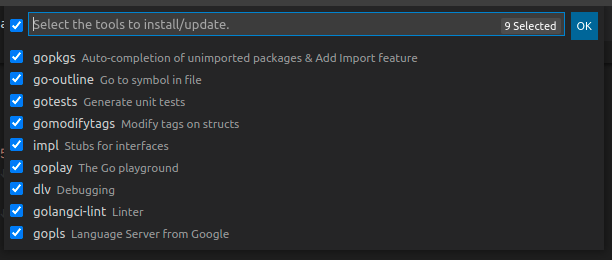 Select the tools to install/update.
9 Selected
OK
gopkgs Auto-completion of unimported packages & Add Import feature
go-outline Go to symbol in file
gotests Generate unit tests
gomodifytags Modify tags on structs
impl Stubs for interfaces
goplay The Go playground
dlv Debugging
golangci-lint Linter
gopls Language Server from Google